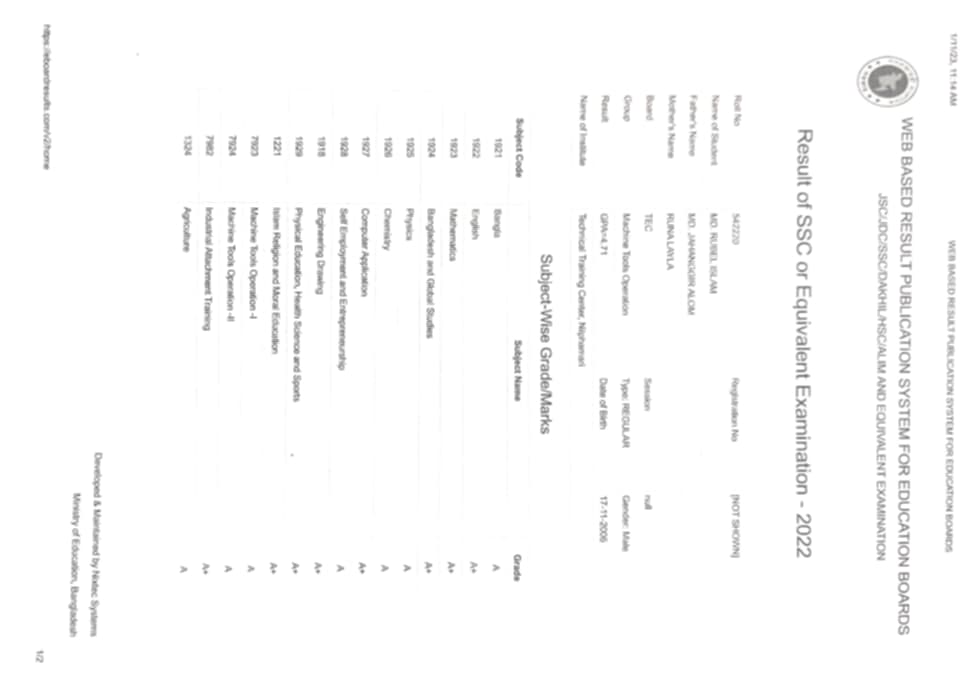 1/11/23, 11:14 AM WEB BASED RESULT PUBLICATION SYSTEM FOR EDUCATION BOARDS
WEB BASED RESULT PUBLICATION SYSTEM FOR EDUCATION BOARDS
JSC/JDC/SSC/DAKHIL/HSC/ALIM AND EQUIVALENT EXAMINATION
Result of SSC or Equivalent Examination - 2022
Roll No 542220 Registration No [NOT SHOWN]
Name of Student MD. RUBEL ISLAM
Father's Name MD. JAHANGGIR ALOM
Mother's Name RUNA LAYLA
Board TEC Session null
Group Machine Tools Operation Type: REGULAR Gender: Male
Result GPA=4.71 Date of Birth 17-11-2006
Name of Institute Technical Training Center, Nilphamari
Subject-Wise Grade/Marks
Subject Code Subject Name Grade
1921 Bangla A
1922 English A+
1923 Mathematics A+
1924 Bangladesh and Global Studies A+
1925 Physics A
1926 Chemistry A
1927 Computer Application A+
1928 Self Employment and Entrepreneurship A
1918 Engineering Drawing A+
1929 Physical Education, Health Science and Sports A+
1221 Islam Religion and Moral Education A+
7923 Machine Tools Operation -I A
7924 Machine Tools Operation -II A
7982 Industrial Attachment Training A+
1324 Agriculture A
Developed & Maintained by Nixtec Systems
Ministry of Education, Bangladesh
https://eboardresults.com/v2/home
1/2